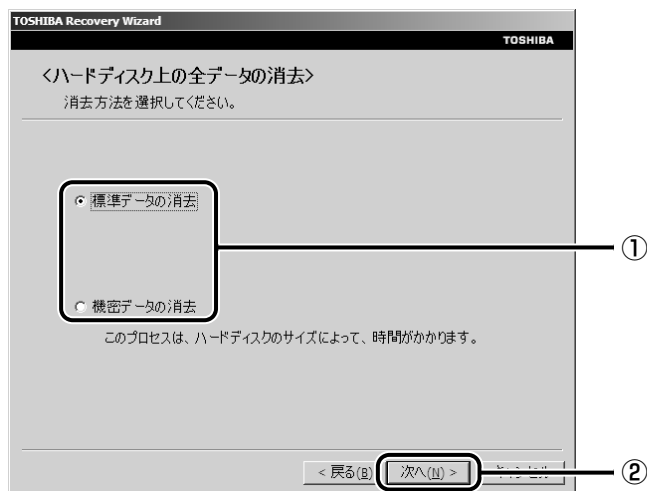 TOSHIBA Recovery Wizard
TOSHIBA
<ハードディスク上の全データの消去>
消去方法を選択してください。
標準データの消去
①
機密データの消去
このプロセスは、ハードディスクのサイズによって、時間がかかります。
< 戻る(B)
次へ(N) >
②